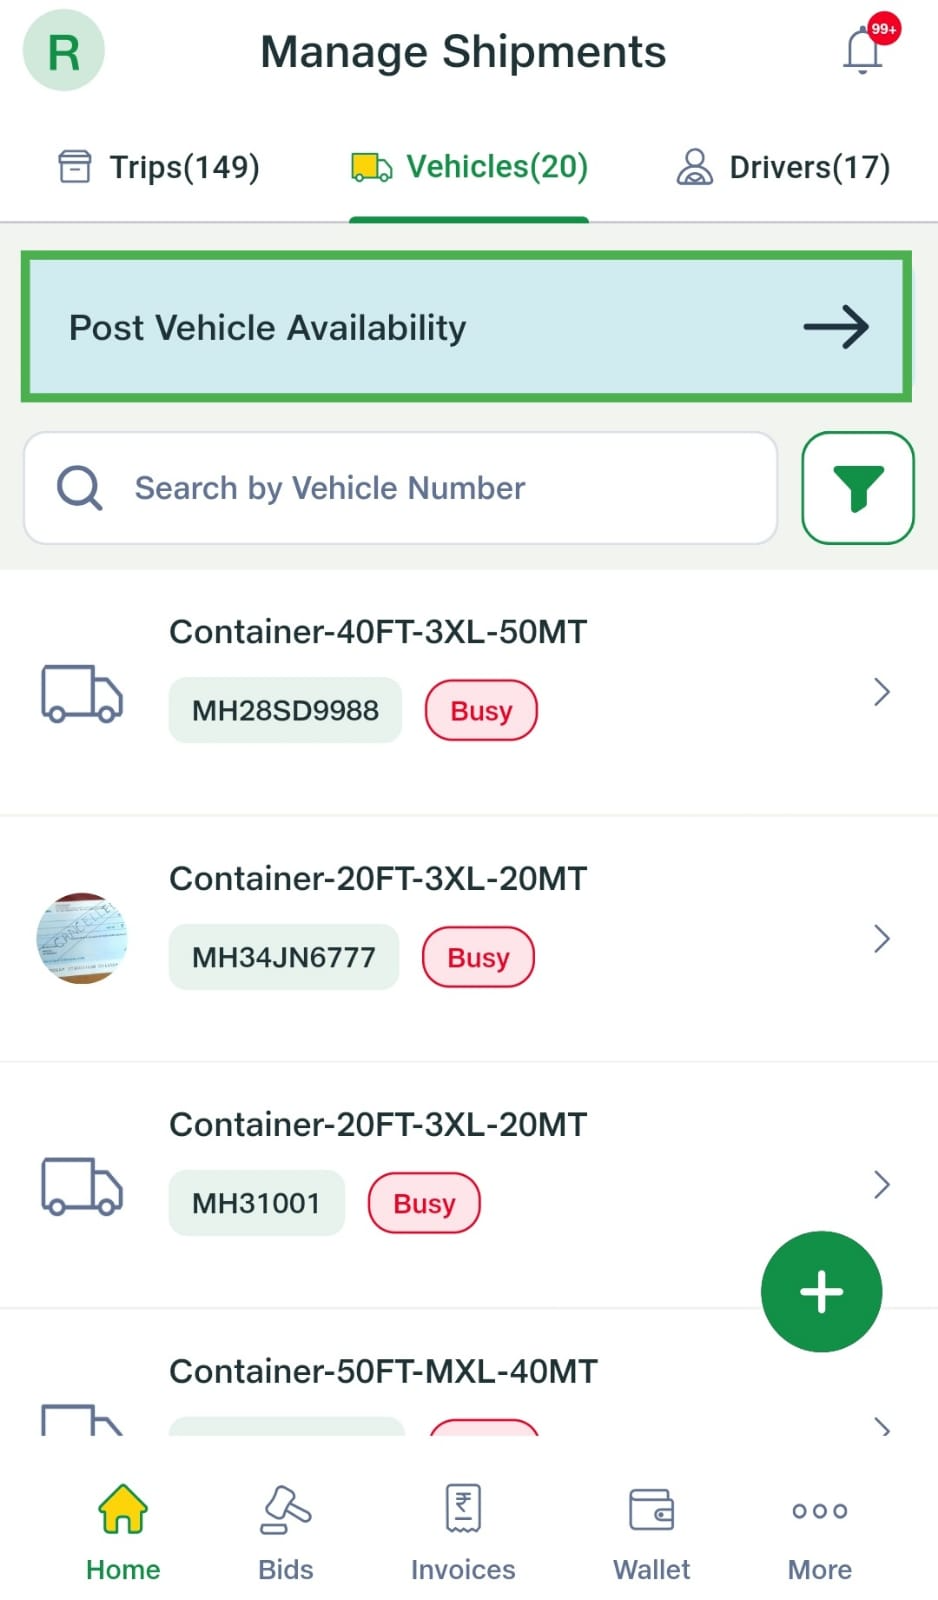 R
Manage Shipments
99+
Trips(149)
Vehicles(20)
Drivers(17)
Post Vehicle Availability
Search by Vehicle Number
Container-40FT-3XL-50MT
MH28SD9988
Busy
Container-20FT-3XL-20MT
CANCELLE
MH34JN6777
Busy
Container-20FT-3XL-20MT
MH31001
Busy
Container-50FT-MXL-40MT
₹
Home
Bids
Invoices
Wallet
More